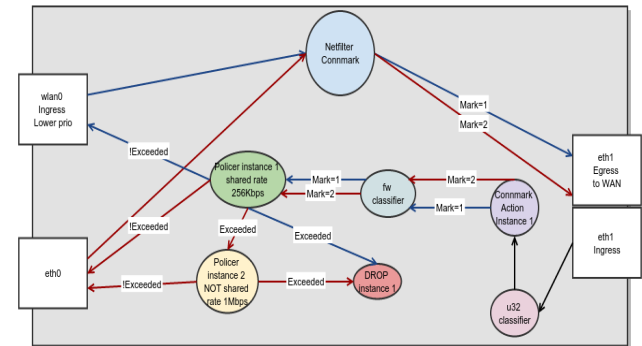 Netfilter
Connmark
wlan0
Ingress
Lower prio
Mark=1
Mark=2
!Exceeded
eth1
Egress
to WAN
Policer instance 1
shared rate
256Kbps
Mark=1
Mark=2
fw
classifier
Mark=2
Mark=1
Connmark
Action
Instance 1
!Exceeded
Exceeded
Exceeded
eth1
Ingress
eth0
!Exceeded
Policer
instance 2
NOT shared
rate 1Mbps
Exceeded
DROP
instance 1
u32
classifier